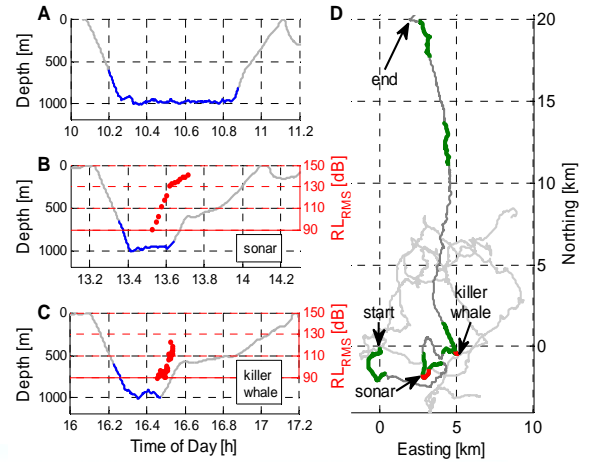 A
Depth [m]
0
500
1000
10 10.2 10.4 10.6 10.8 11 11.2
B
Depth [m]
0
500
1000
150
130
110
90
RL_RMS [dB]
sonar
13.2 13.4 13.6 13.8 14 14.2
C
Depth [m]
0
500
1000
150
130
110
90
RL_RMS [dB]
killer
whale
16 16.2 16.4 16.6 16.8 17 17.2
Time of Day [h]
D
20
15
10
5
0
Northing [km]
end
start
killer
whale
sonar
0 5 10
Easting [km]